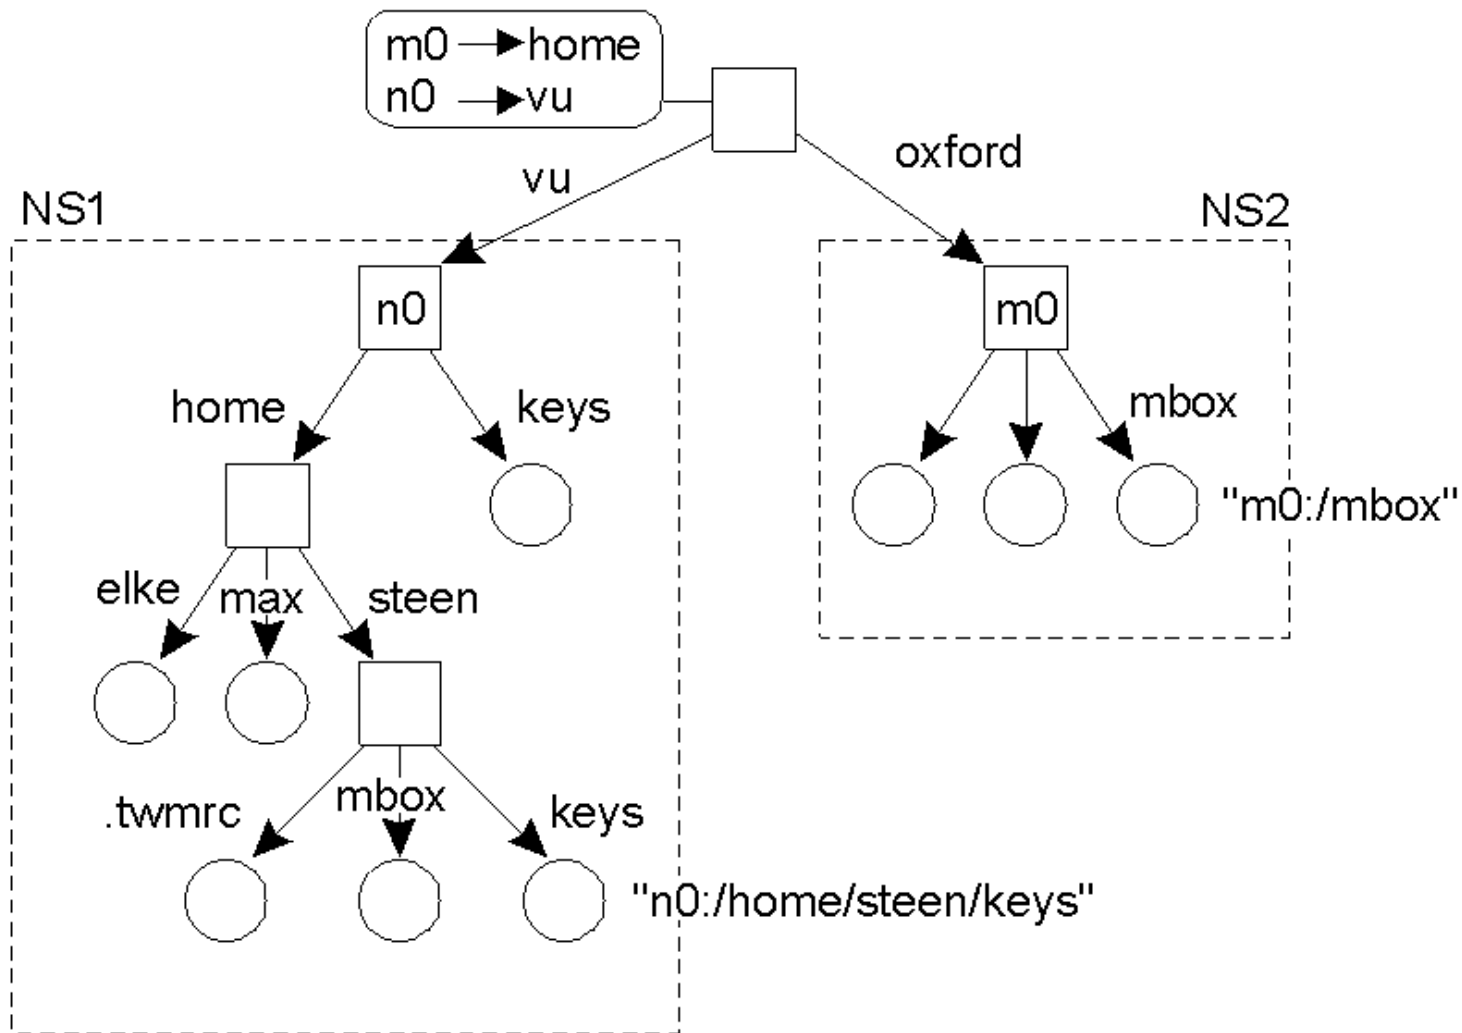 m0 home
n0 vu
vu
oxford
NS1
NS2
n0
m0
home
keys
mbox
"m0:/mbox"
elke
max
steen
.twmrc
mbox
keys
"n0:/home/steen/keys"